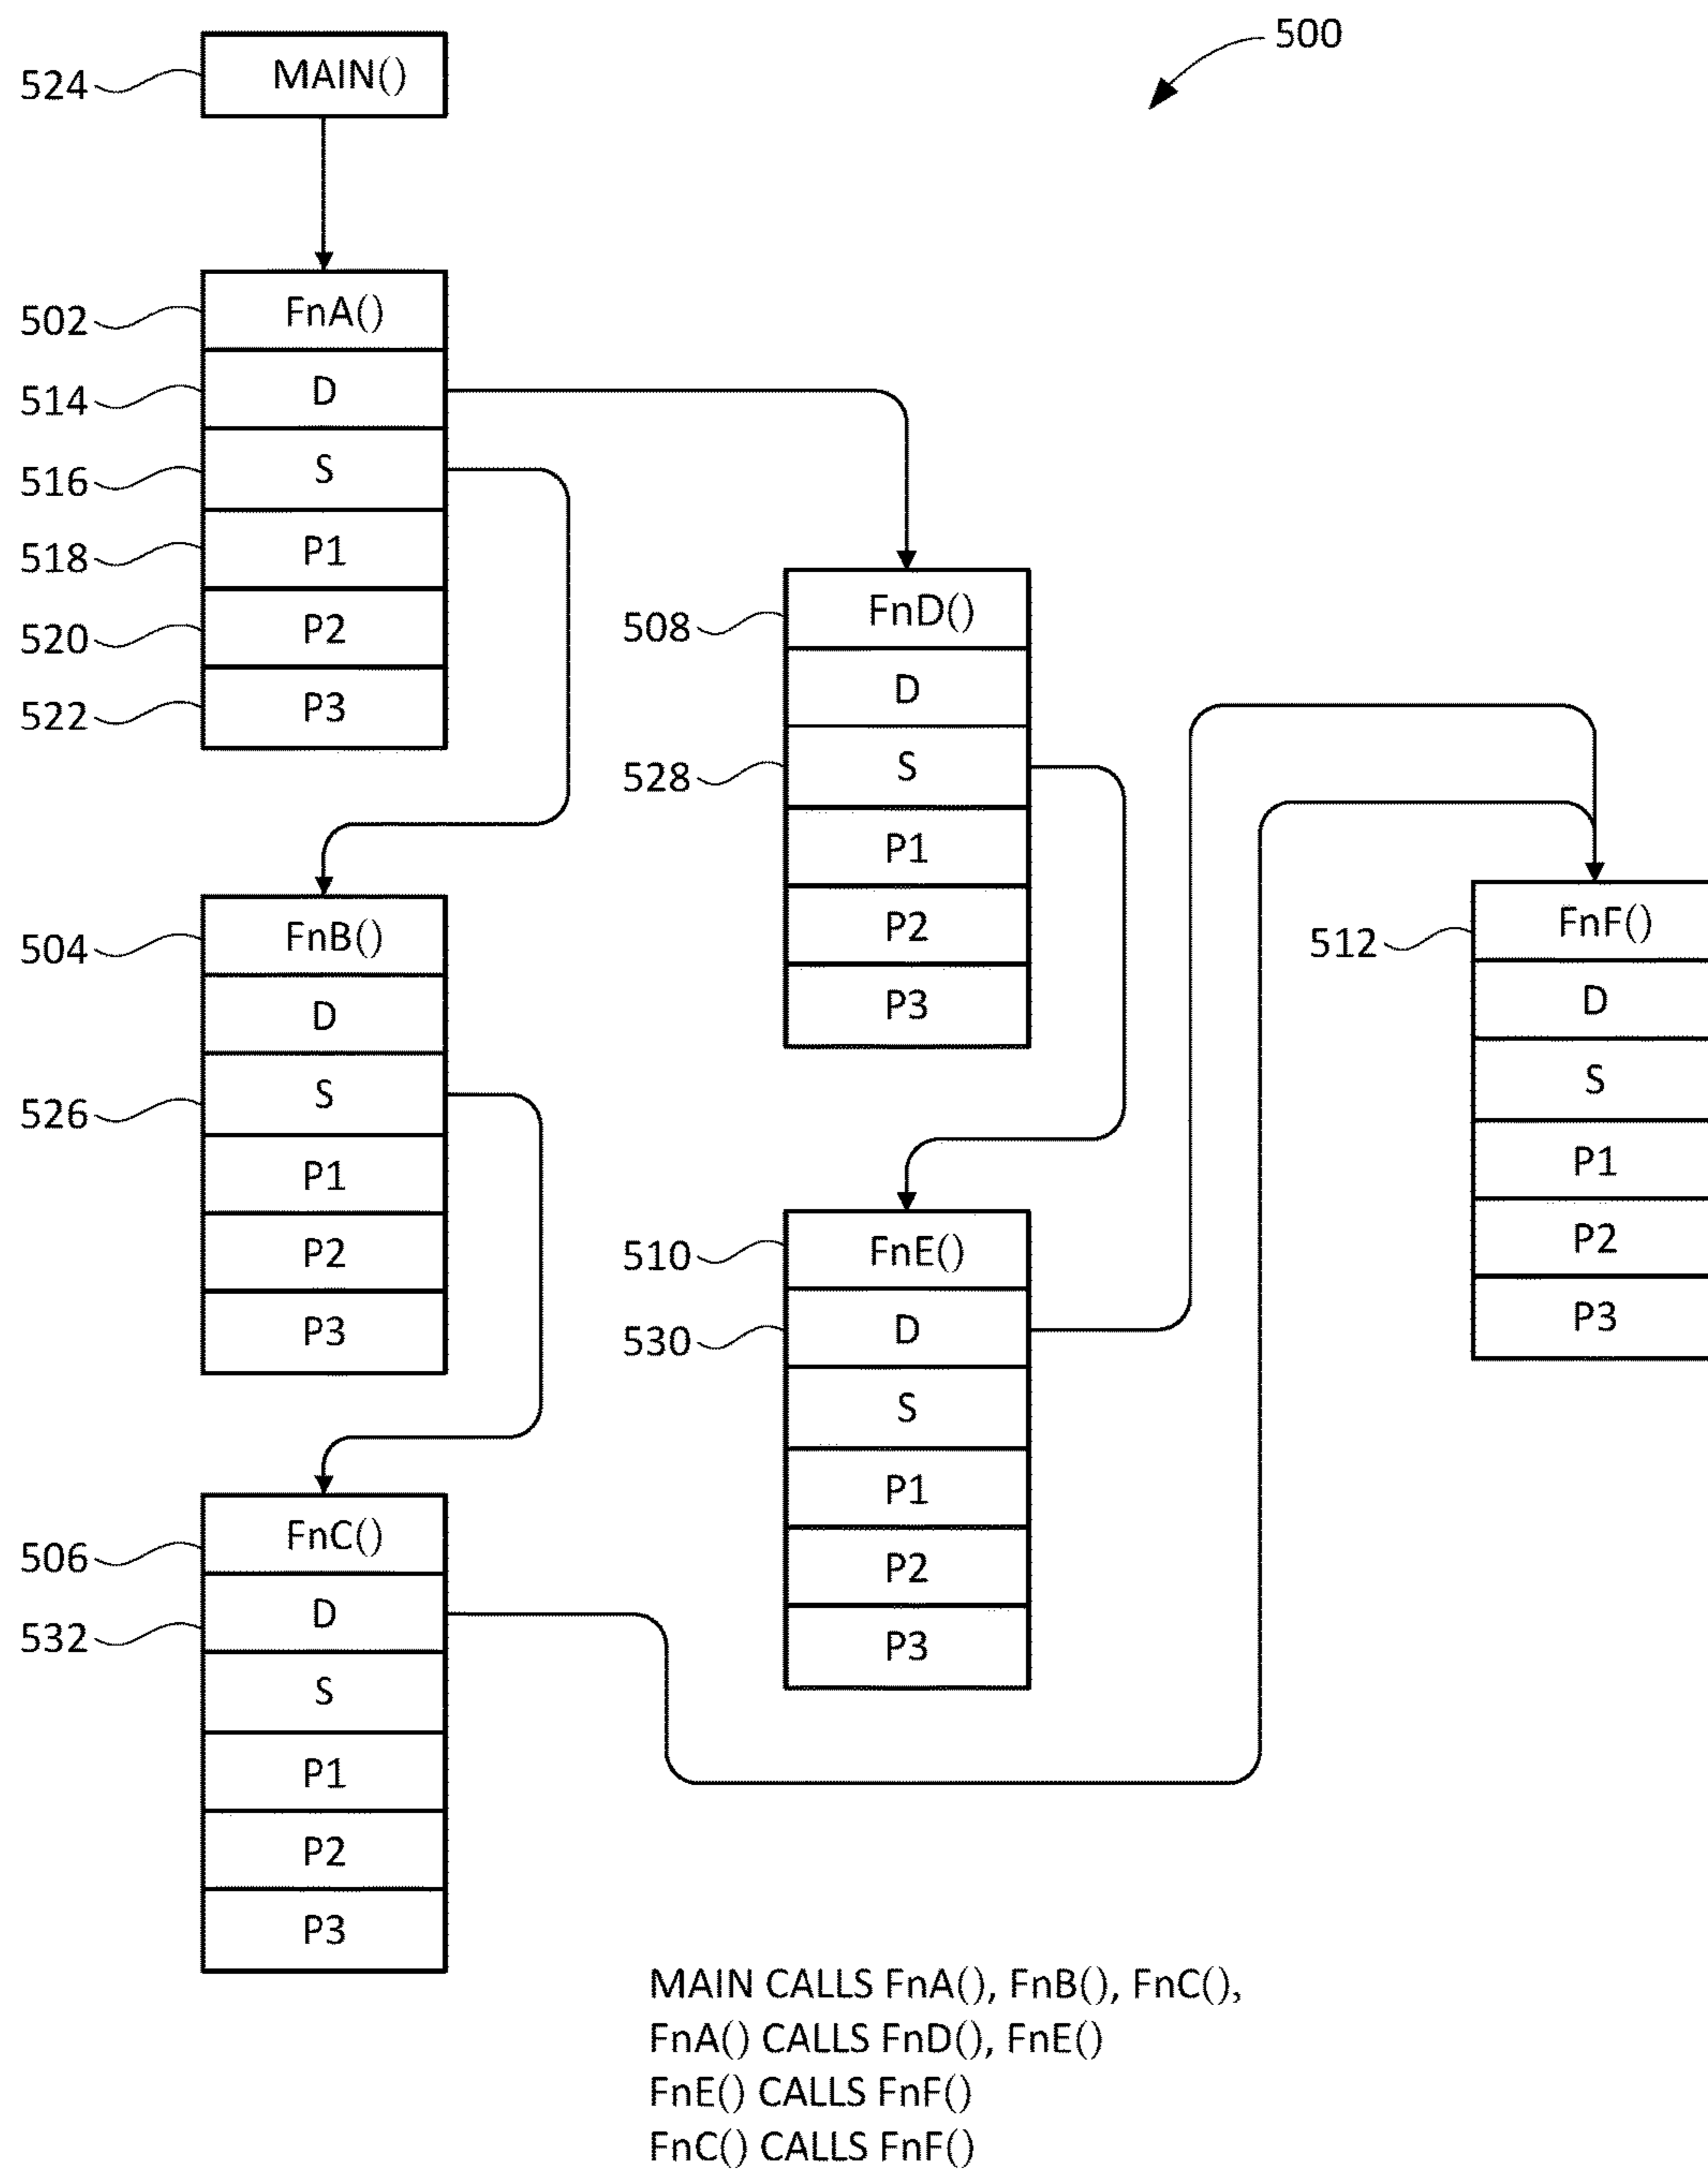 500
524 MAIN()
502 FnA()
514 D
516 S
518 P1
520 P2
522 P3
508 FnD()
D
528 S
P1
P2
P3
504 FnB()
D
526 S
P1
P2
P3
512 FnF()
D
S
P1
P2
P3
510 FnE()
530 D
S
P1
P2
P3
506 FnC()
532 D
S
P1
P2
P3
MAIN CALLS FnA(), FnB(), FnC(),
FnA() CALLS FnD(), FnE()
FnE() CALLS FnF()
FnC() CALLS FnF()